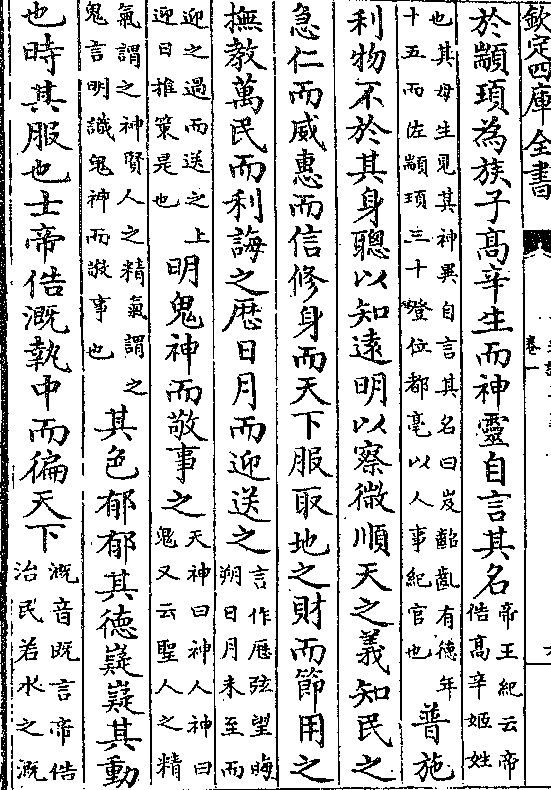 欽定四庫全書
卷一
於顓頊為族子高辛生而神靈自言其名帝王紀云帝俈髙辛姬姓
也其母生見其神異自言其名曰岌齠齔有德年十五而佐顓頊三十登位都亳以人事紀官也普施
利物不於其身聰以知逺明以察微順天之義知民之
急仁而威惠而信修身而天下服取地之財而節用之
撫教萬民而利誨之厯日月而迎送之言作厯弦望晦朔日月未至而
迎之過而送之上迎日推策是也明鬼神而敬事之天神曰神人神曰鬼又云聖人之精
氣謂之神賢人之精氣謂之鬼言明識鬼神而敬事也其色郁郁其德嶷嶷其動
也時其服也士帝俈溉執中而徧天下溉音既言帝俈治民若水之溉